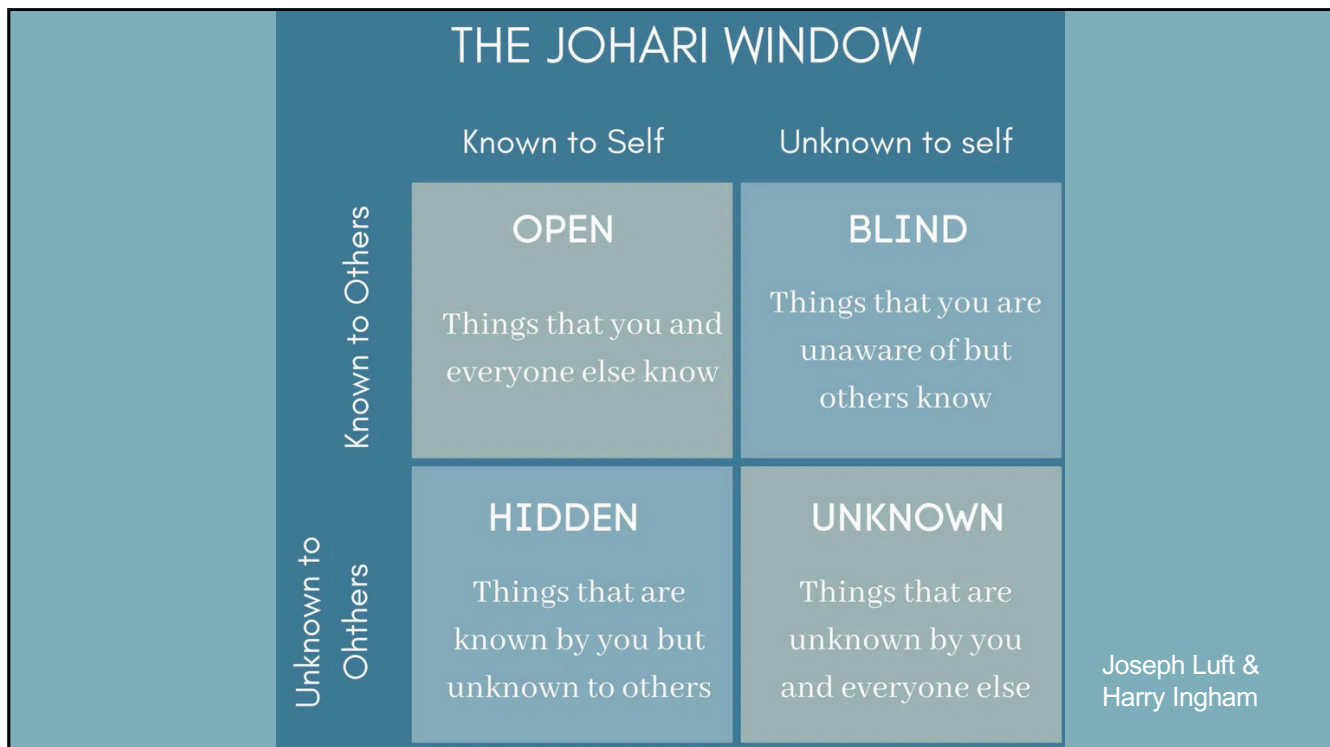 THE JOHARI WINDOW
Known to Self
Unknown to self
Known to Others
OPEN
Things that you and
everyone else know
BLIND
Things that you are
unaware of but
others know
Unknown to
Ohthers
HIDDEN
Things that are
known by you but
unknown to others
UNKNOWN
Things that are
unknown by you
and everyone else
Joseph Luft &
Harry Ingham